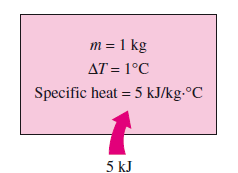 m = 1 kg
ΔT = 1°C
Specific heat = 5 kJ/kg·°C
5 kJ